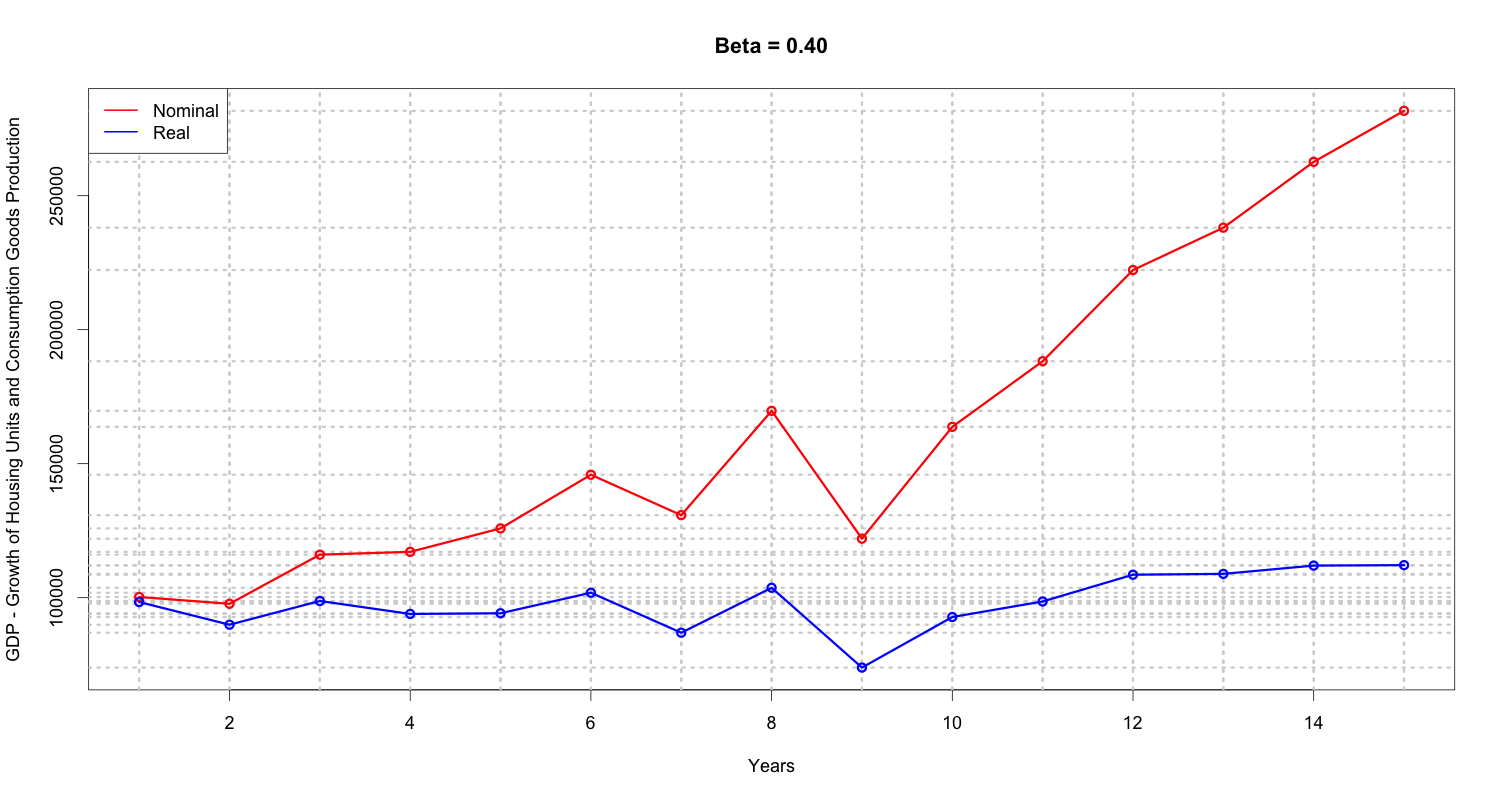 Beta = 0.40
Nominal
Real
GDP - Growth of Housing Units and Consumption Goods Production
250000
200000
150000
100000
2 4 6 8 10 12 14
Years